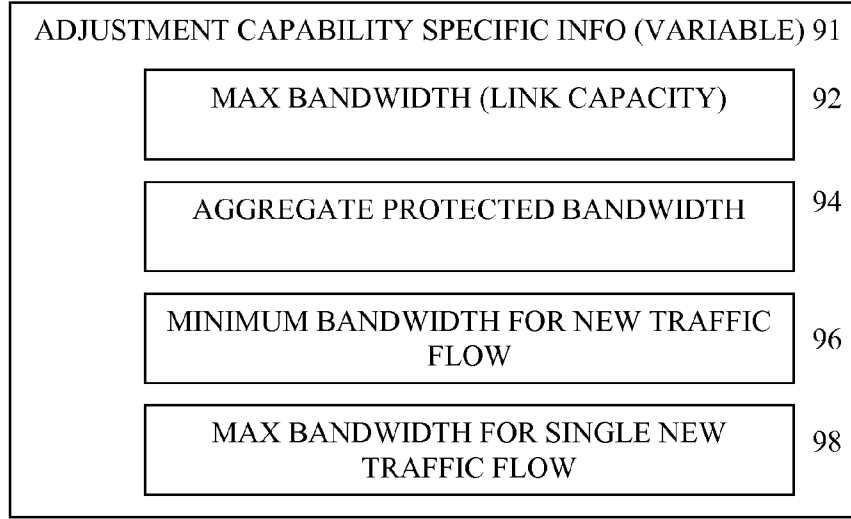 ADJUSTMENT CAPABILITY SPECIFIC INFO (VARIABLE) 91
MAX BANDWIDTH (LINK CAPACITY) 92
AGGREGATE PROTECTED BANDWIDTH 94
MINIMUM BANDWIDTH FOR NEW TRAFFIC
FLOW 96
MAX BANDWIDTH FOR SINGLE NEW
TRAFFIC FLOW 98